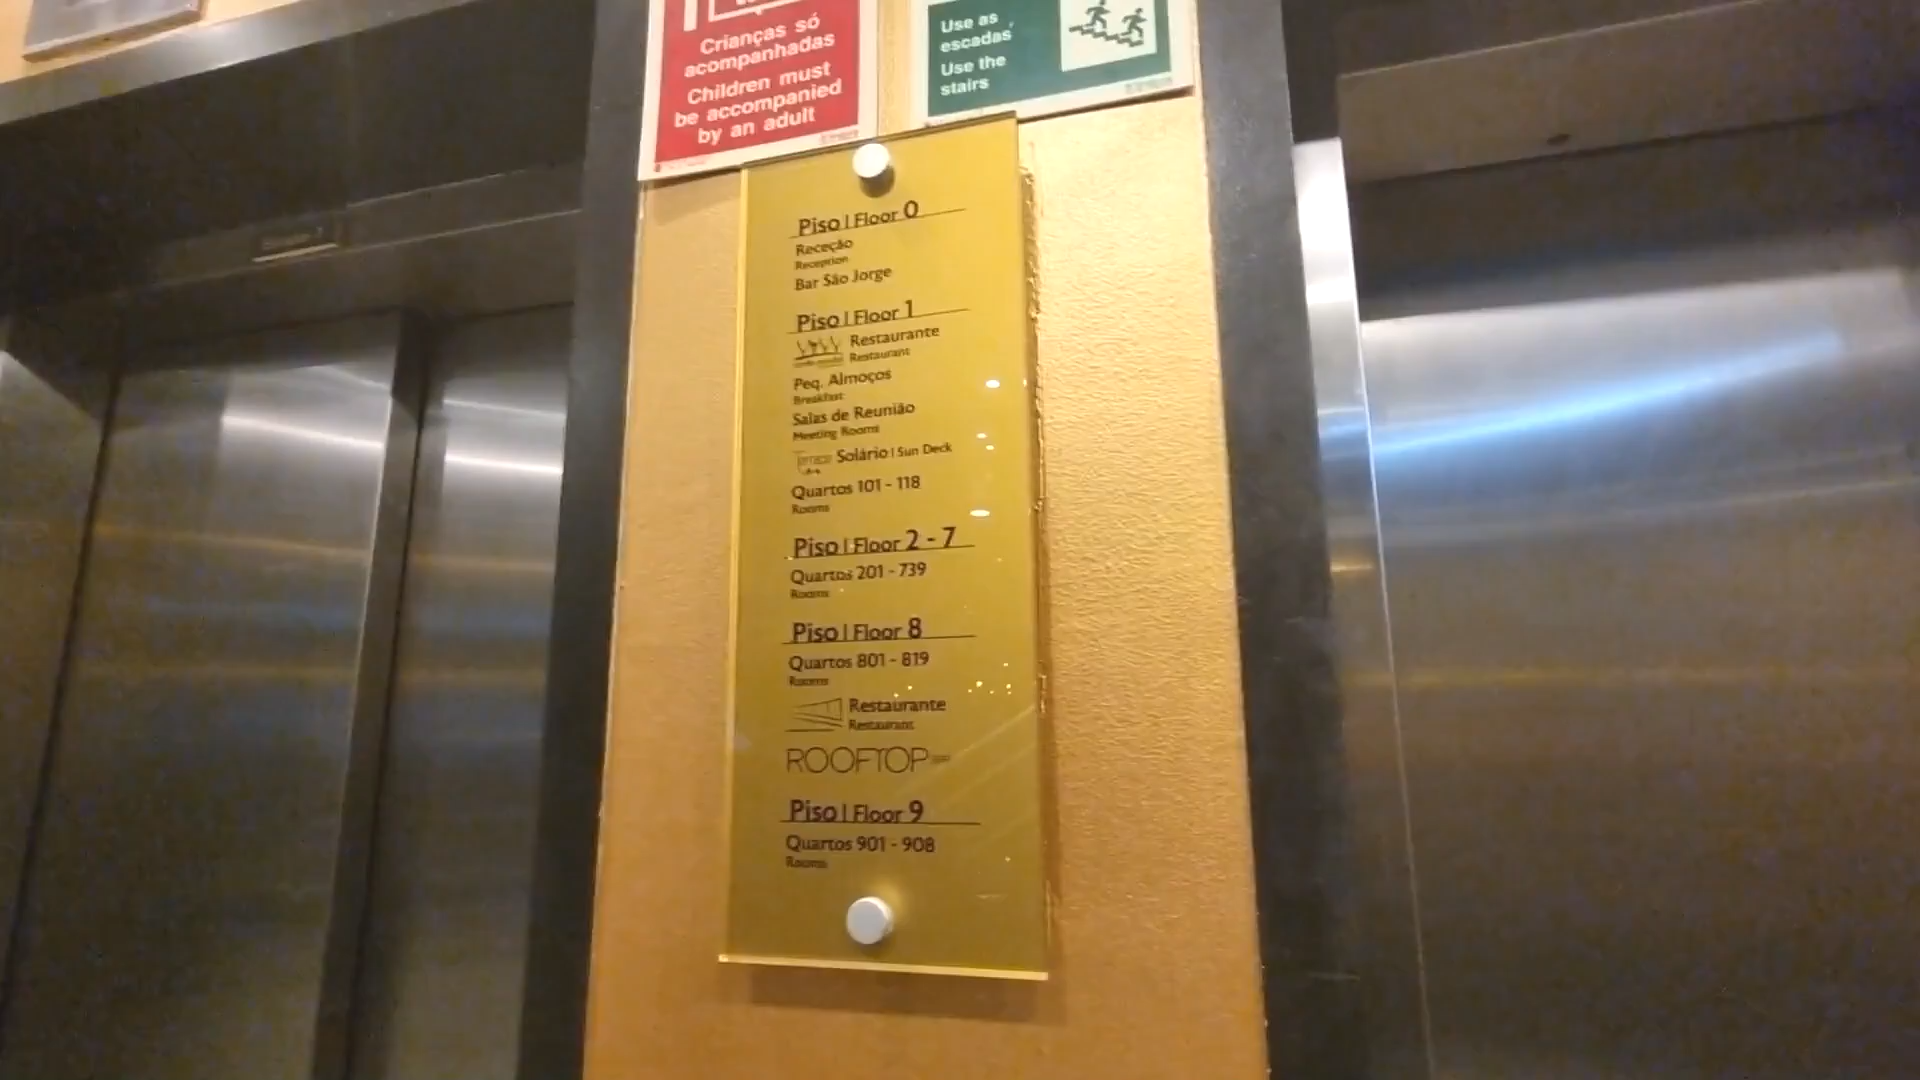 Crianças só
acompanhadas
Children must
be accompanied
by an adult
Use as
escadas
Use the
stairs
Piso | Floor 0
Receção
Reception
Bar São Jorge
Piso | Floor 1
Restaurante
Restaurant
Peq. Almoços
Breakfast
Salas de Reunião
Meeting Rooms
Terrace Solário | Sun Deck
Quartos 101 - 118
Rooms
Piso | Floor 2 - 7
Quartos 201 - 739
Rooms
Piso | Floor 8
Quartos 801 - 819
Rooms
Restaurante
Restaurant
ROOFTOP
Piso | Floor 9
Quartos 901 - 908
Rooms